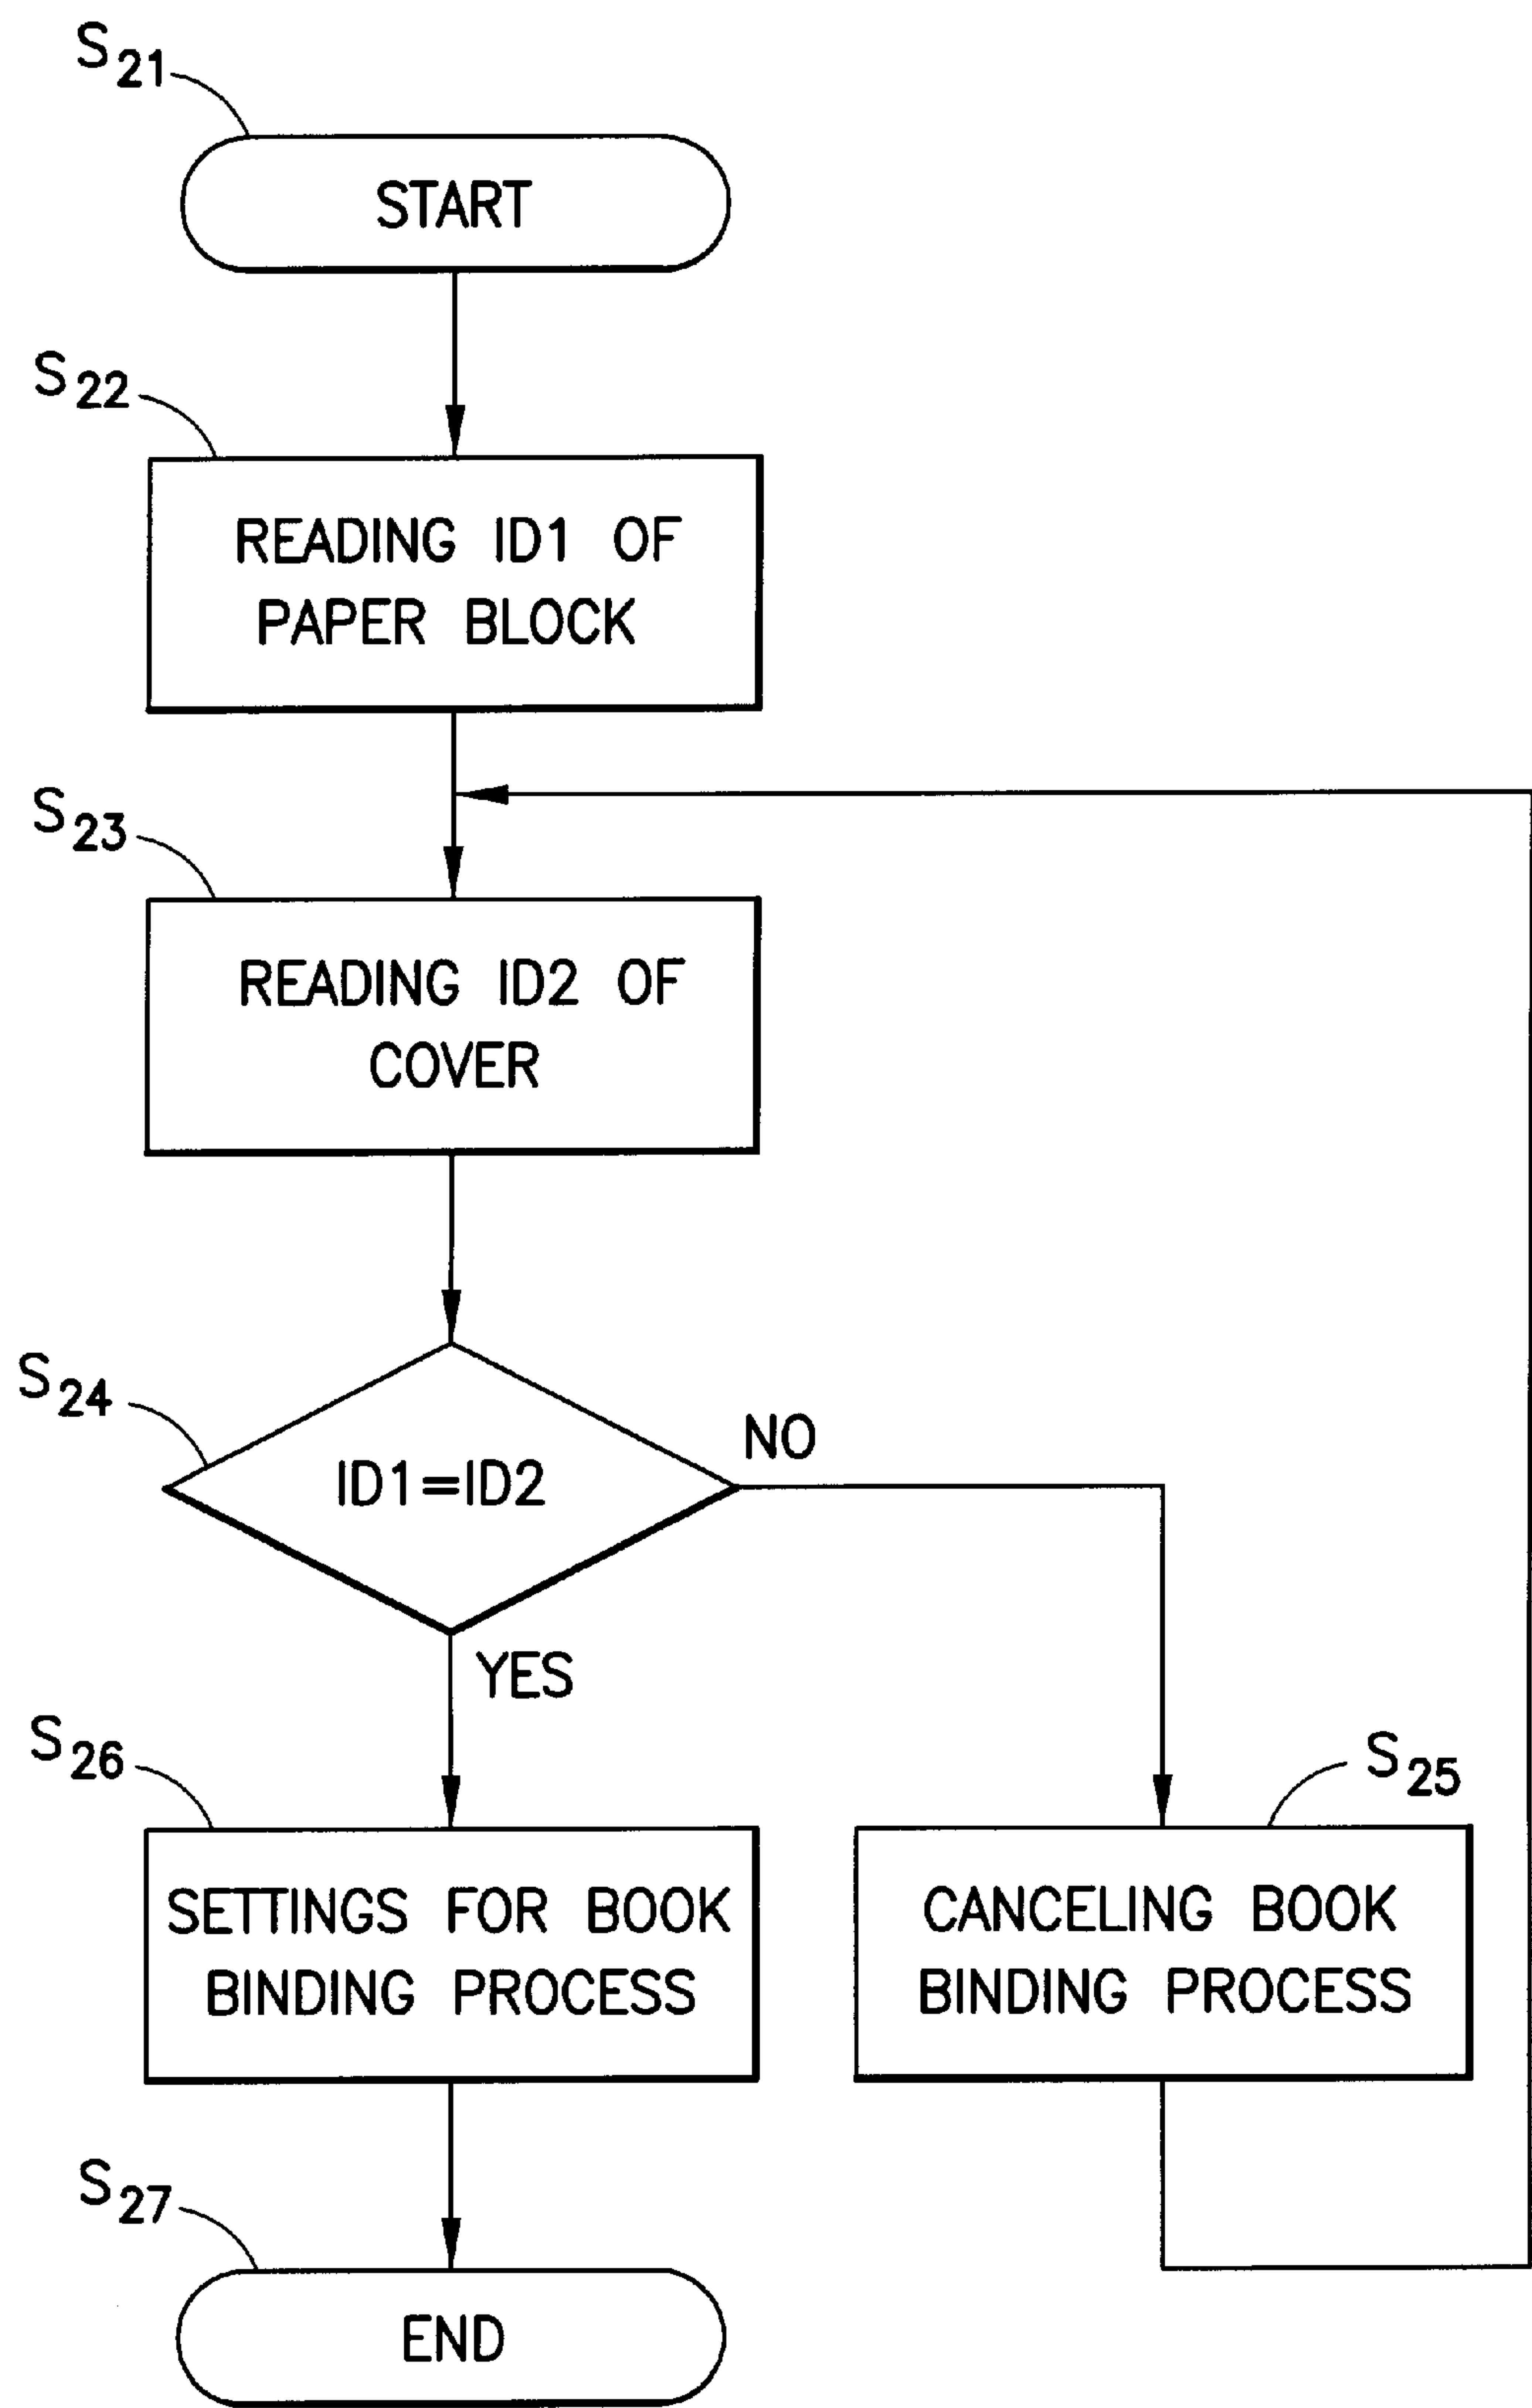 S21
START
S22
READING ID1 OF
PAPER BLOCK
S23
READING ID2 OF
COVER
S24
ID1=ID2
NO
YES
S26
SETTINGS FOR BOOK
BINDING PROCESS
S25
CANCELING BOOK
BINDING PROCESS
S27
END